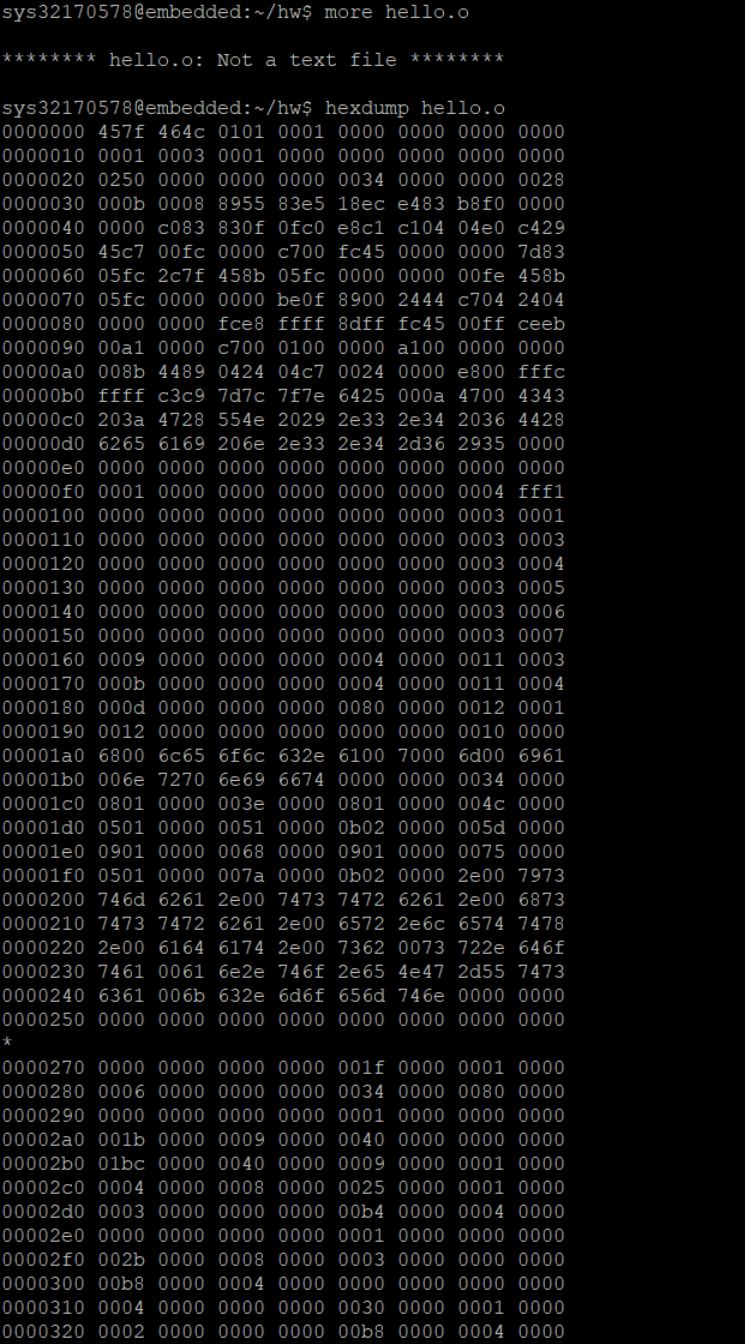 sys32170578@embedded:~/hw$ more hello.o
******** hello.o: Not a text file ********
sys32170578@embedded:~/hw$ hexdump hello.o
0000000 457f 464c 0101 0001 0000 0000 0000 0000
0000010 0001 0003 0001 0000 0000 0000 0000 0000
0000020 0250 0000 0000 0000 0034 0000 0000 0028
0000030 000b 0008 8955 83e5 18ec e483 b8f0 0000
0000040 0000 c083 830f 0fc0 e8c1 c104 04e0 c429
0000050 45c7 00fc 0000 c700 fc45 0000 0000 7d83
0000060 05fc 2c7f 458b 05fc 0000 0000 00fe 458b
0000070 05fc 0000 0000 be0f 8900 2444 c704 2404
0000080 0000 0000 fce8 ffff 8dff fc45 00ff ceeb
0000090 00a1 0000 c700 0100 0000 a100 0000 0000
00000a0 008b 4489 0424 04c7 0024 0000 e800 fffc
00000b0 ffff c3c9 7d7c 7f7e 6425 000a 4700 4343
00000c0 203a 4728 554e 2029 2e33 2e34 2036 4428
00000d0 6265 6169 206e 2e33 2e34 2d36 2935 0000
00000e0 0000 0000 0000 0000 0000 0000 0000 0000
00000f0 0001 0000 0000 0000 0000 0000 0004 fff1
0000100 0000 0000 0000 0000 0000 0000 0003 0001
0000110 0000 0000 0000 0000 0000 0000 0003 0003
0000120 0000 0000 0000 0000 0000 0000 0003 0004
0000130 0000 0000 0000 0000 0000 0000 0003 0005
0000140 0000 0000 0000 0000 0000 0000 0003 0006
0000150 0000 0000 0000 0000 0000 0000 0003 0007
0000160 0009 0000 0000 0000 0004 0000 0011 0003
0000170 000b 0000 0000 0000 0004 0000 0011 0004
0000180 000d 0000 0000 0000 0080 0000 0012 0001
0000190 0012 0000 0000 0000 0000 0000 0010 0000
00001a0 6800 6c65 6f6c 632e 6100 7000 6d00 6961
00001b0 006e 7270 6e69 6674 0000 0000 0034 0000
00001c0 0801 0000 003e 0000 0801 0000 004c 0000
00001d0 0501 0000 0051 0000 0b02 0000 005d 0000
00001e0 0901 0000 0068 0000 0901 0000 0075 0000
00001f0 0501 0000 007a 0000 0b02 0000 2e00 7973
0000200 746d 6261 2e00 7473 7472 6261 2e00 6873
0000210 7473 7472 6261 2e00 6572 2e6c 6574 7478
0000220 2e00 6164 6174 2e00 7362 0073 722e 646f
0000230 7461 0061 6e2e 746f 2e65 4e47 2d55 7473
0000240 6361 006b 632e 6d6f 656d 746e 0000 0000
0000250 0000 0000 0000 0000 0000 0000 0000 0000
*
0000270 0000 0000 0000 0000 001f 0000 0001 0000
0000280 0006 0000 0000 0000 0034 0000 0080 0000
0000290 0000 0000 0000 0000 0001 0000 0000 0000
00002a0 001b 0000 0009 0000 0040 0000 0000 0000
00002b0 01bc 0000 0040 0000 0009 0000 0001 0000
00002c0 0004 0000 0008 0000 0025 0000 0001 0000
00002d0 0003 0000 0000 0000 00b4 0000 0004 0000
00002e0 0000 0000 0000 0000 0001 0000 0000 0000
00002f0 002b 0000 0008 0000 0003 0000 0000 0000
0000300 00b8 0000 0004 0000 0000 0000 0000 0000
0000310 0004 0000 0000 0000 0030 0000 0001 0000
0000320 0002 0000 0000 0000 00b8 0000 0004 0000